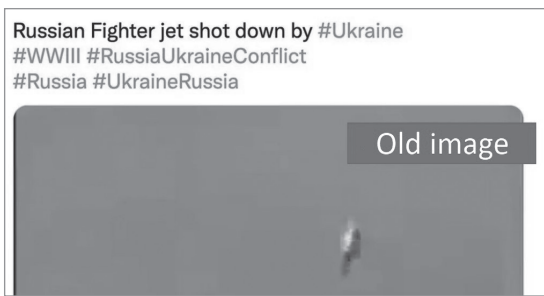 Russian Fighter jet shot down by #Ukraine
#WWIII #RussiaUkraineConflict
#Russia #UkraineRussia
Old image